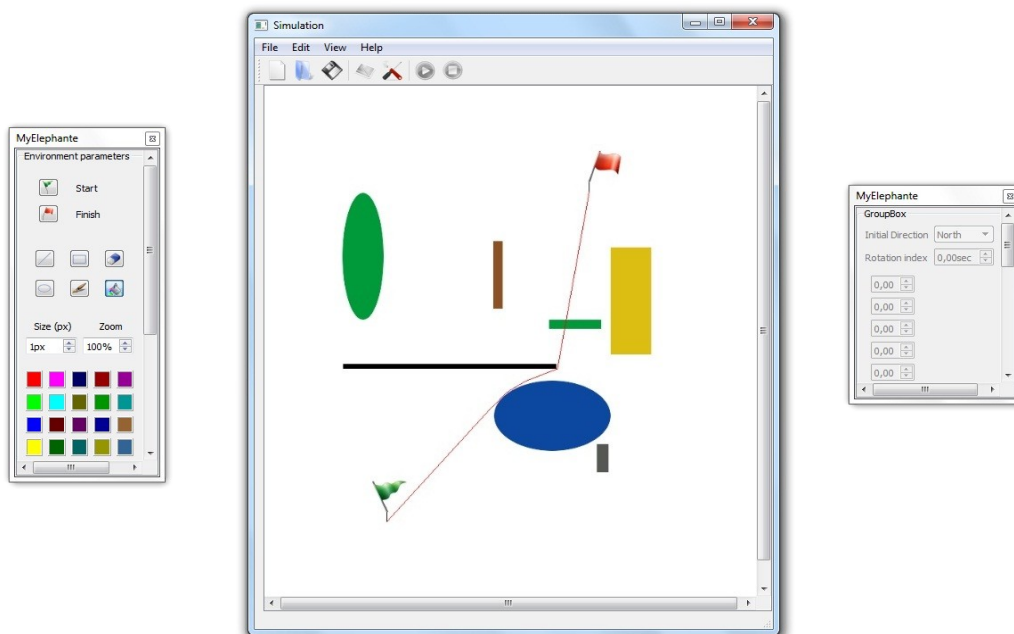 Simulation
File Edit View Help
MyElephante
Environment parameters
Start
Finish
Size (px) Zoom
1px 100%
MyElephante
GroupBox
Initial Direction North
Rotation index 0,00sec
0,00
0,00
0,00
0,00
0,00